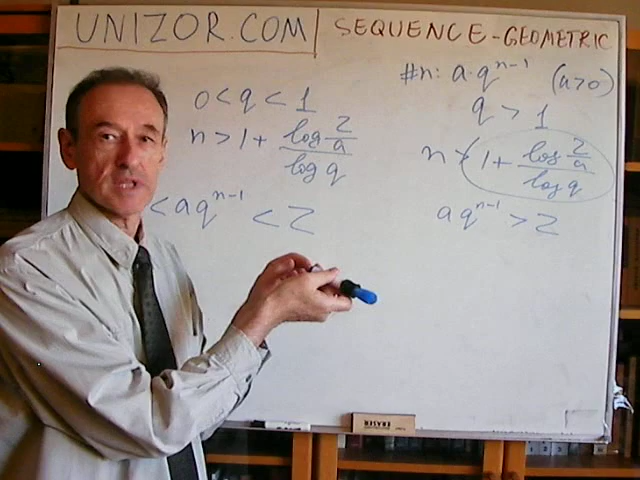 UNIZOR.COM | SEQUENCE-GEOMETRIC
#n: a·q^(n-1) (a>0)
0 < q < 1
n > 1 + log(Z/a) / log q
< aq^(n-1) < Z
q > 1
n > 1 + log(Z/a) / log q
aq^(n-1) > Z
ERASER